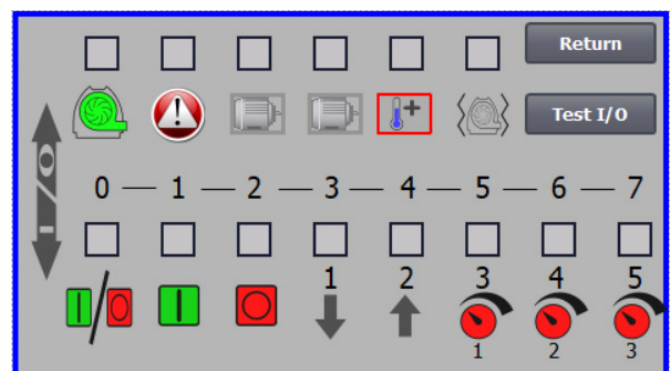 Return
Test I/O
I/O
0 — 1 — 2 — 3 — 4 — 5 — 6 — 7
1 2 3 4 5
1 2 3